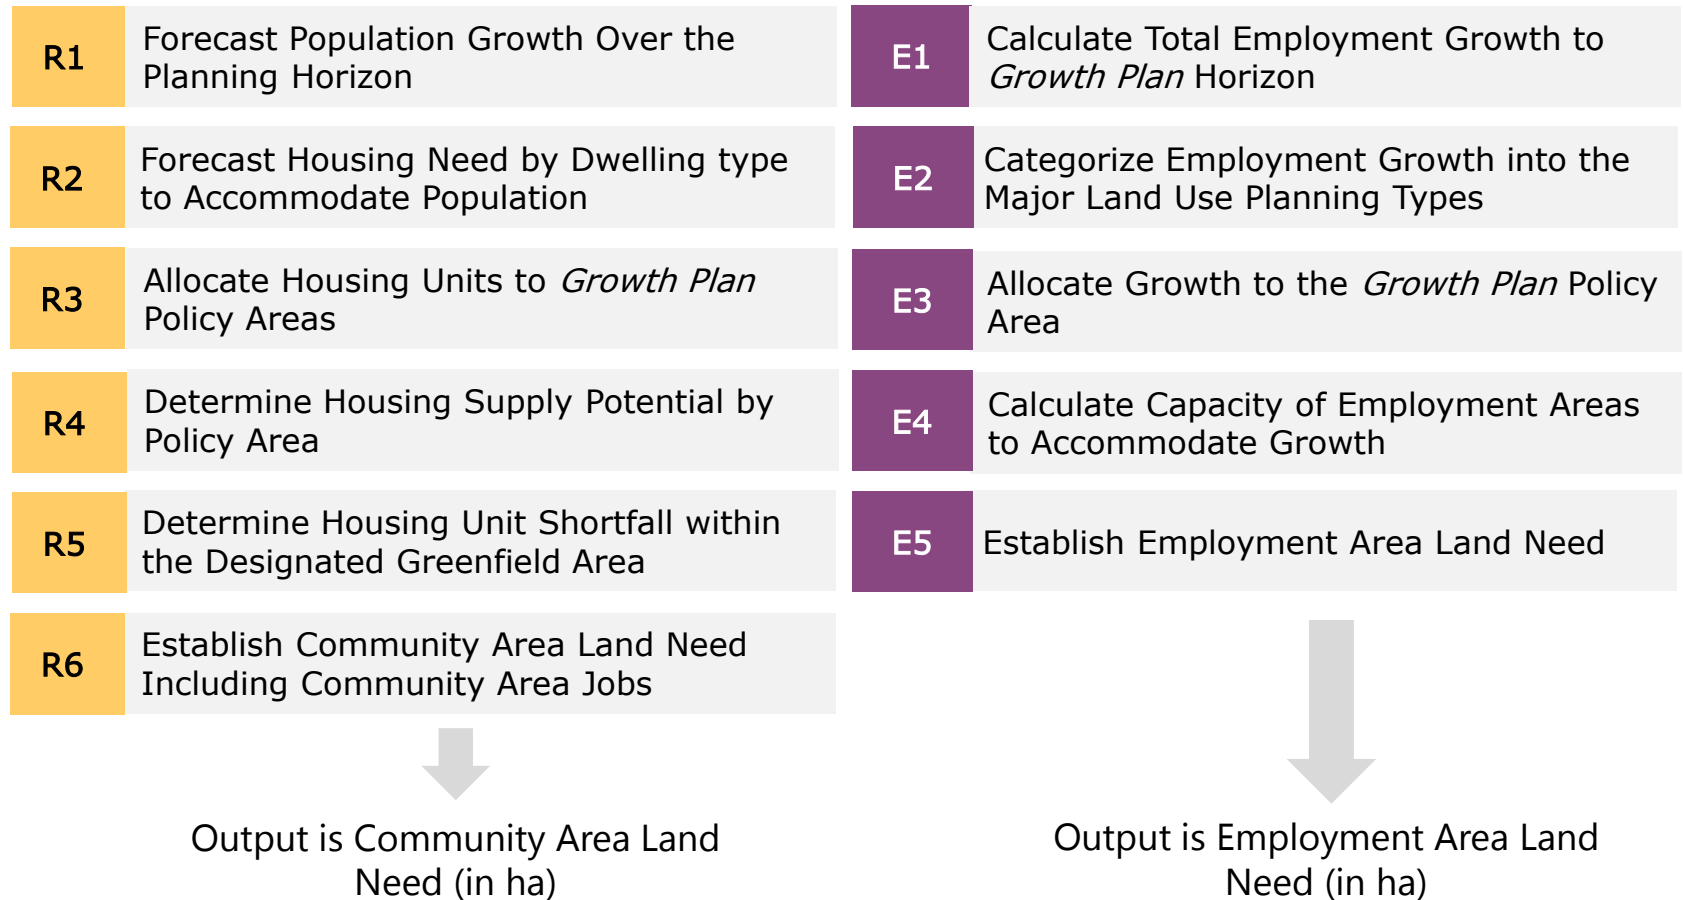 R1
Forecast Population Growth Over the
Planning Horizon
R2
Forecast Housing Need by Dwelling type
to Accommodate Population
R3
Allocate Housing Units to Growth Plan
Policy Areas
R4
Determine Housing Supply Potential by
Policy Area
R5
Determine Housing Unit Shortfall within
the Designated Greenfield Area
R6
Establish Community Area Land Need
Including Community Area Jobs
Output is Community Area Land
Need (in ha)
E1
Calculate Total Employment Growth to
Growth Plan Horizon
E2
Categorize Employment Growth into the
Major Land Use Planning Types
E3
Allocate Growth to the Growth Plan Policy
Area
E4
Calculate Capacity of Employment Areas
to Accommodate Growth
E5
Establish Employment Area Land Need
Output is Employment Area Land
Need (in ha)